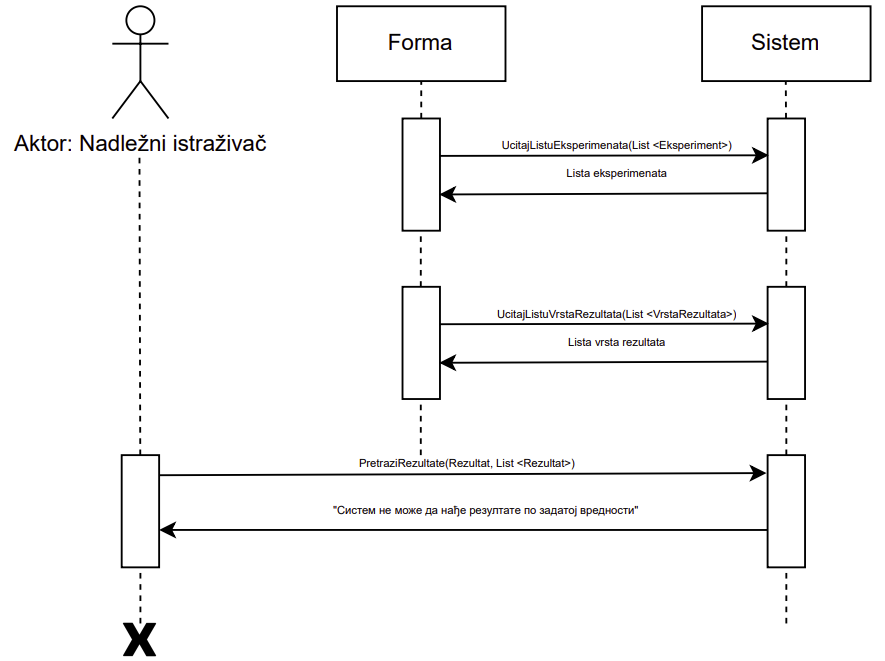 Forma
Sistem
Aktor: Nadležni istraživač
UcitajListuEksperimenata(List <Eksperiment>)
Lista eksperimenata
UcitajListuVrstaRezultata(List <VrstaRezultata>)
Lista vrsta rezultata
PretraziRezultate(Rezultat, List <Rezultat>)
"Систем не може да нађе резултате по задатој вредности"